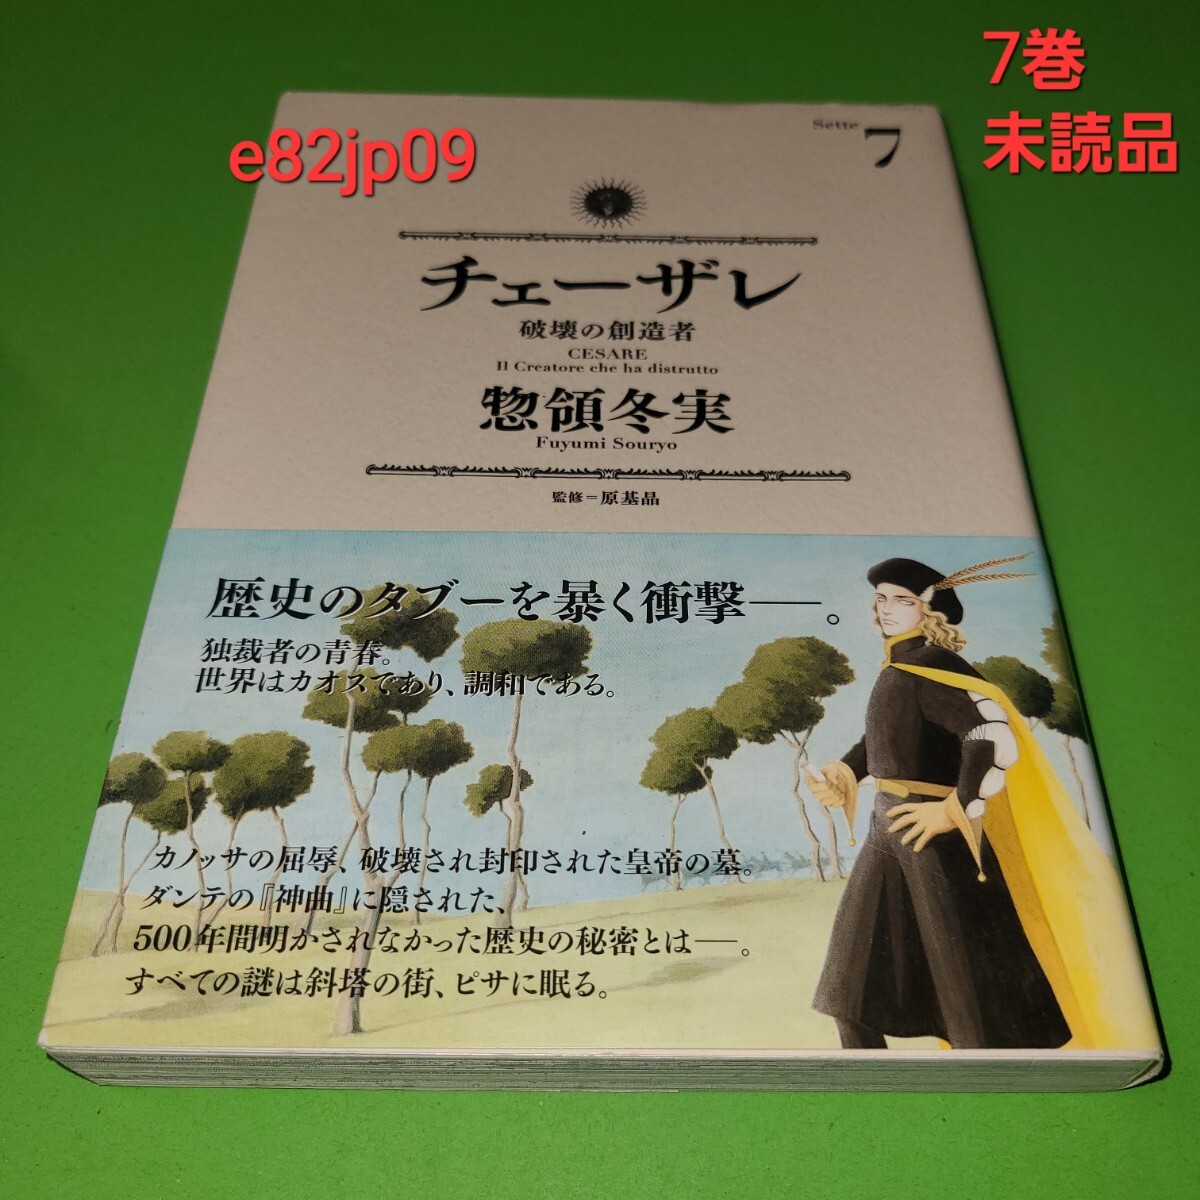 7巻
未読品
e82jp09
Sette 7
チェーザレ
破壊の創造者
CESARE
Il Creatore che ha distrutto
惣領冬実
Fuyumi Souryo
監修＝原基晶
歴史のタブーを暴く衝撃──。
独裁者の青春。
世界はカオスであり、調和である。
カノッサの屈辱、破壊され封印された皇帝の墓。
ダンテの『神曲』に隠された、
500年間明かされなかった歴史の秘密とは──。
すべての謎は斜塔の街、ピサに眠る。